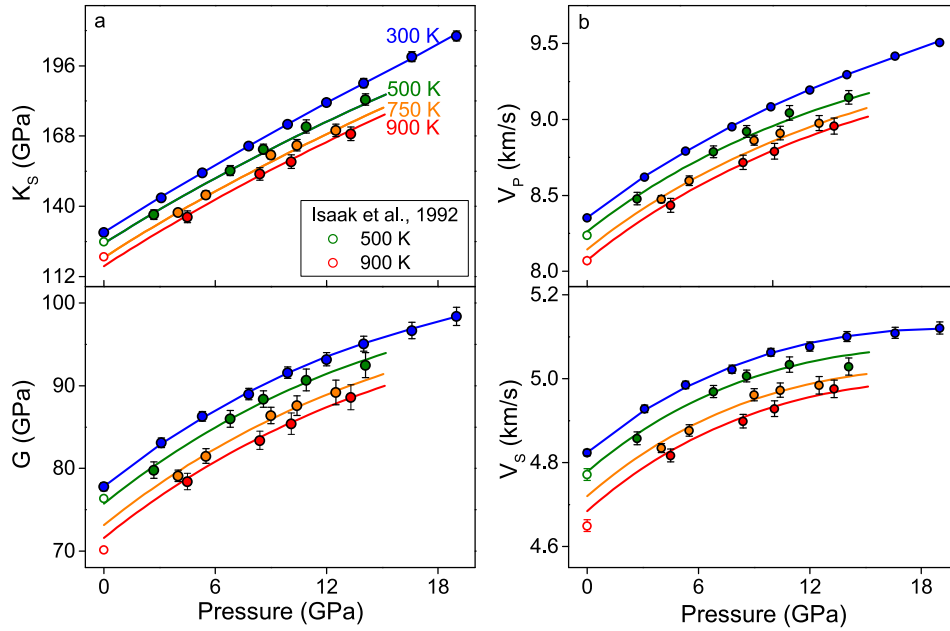 a
300 K
500 K
750 K
900 K
196
168
140
112
K_S (GPa)
Isaak et al., 1992
500 K
900 K
b
9.5
9.0
8.5
8.0
V_P (km/s)
100
90
80
70
G (GPa)
0 6 12 18
Pressure (GPa)
5.2
5.0
4.8
4.6
V_S (km/s)
0 6 12 18
Pressure (GPa)